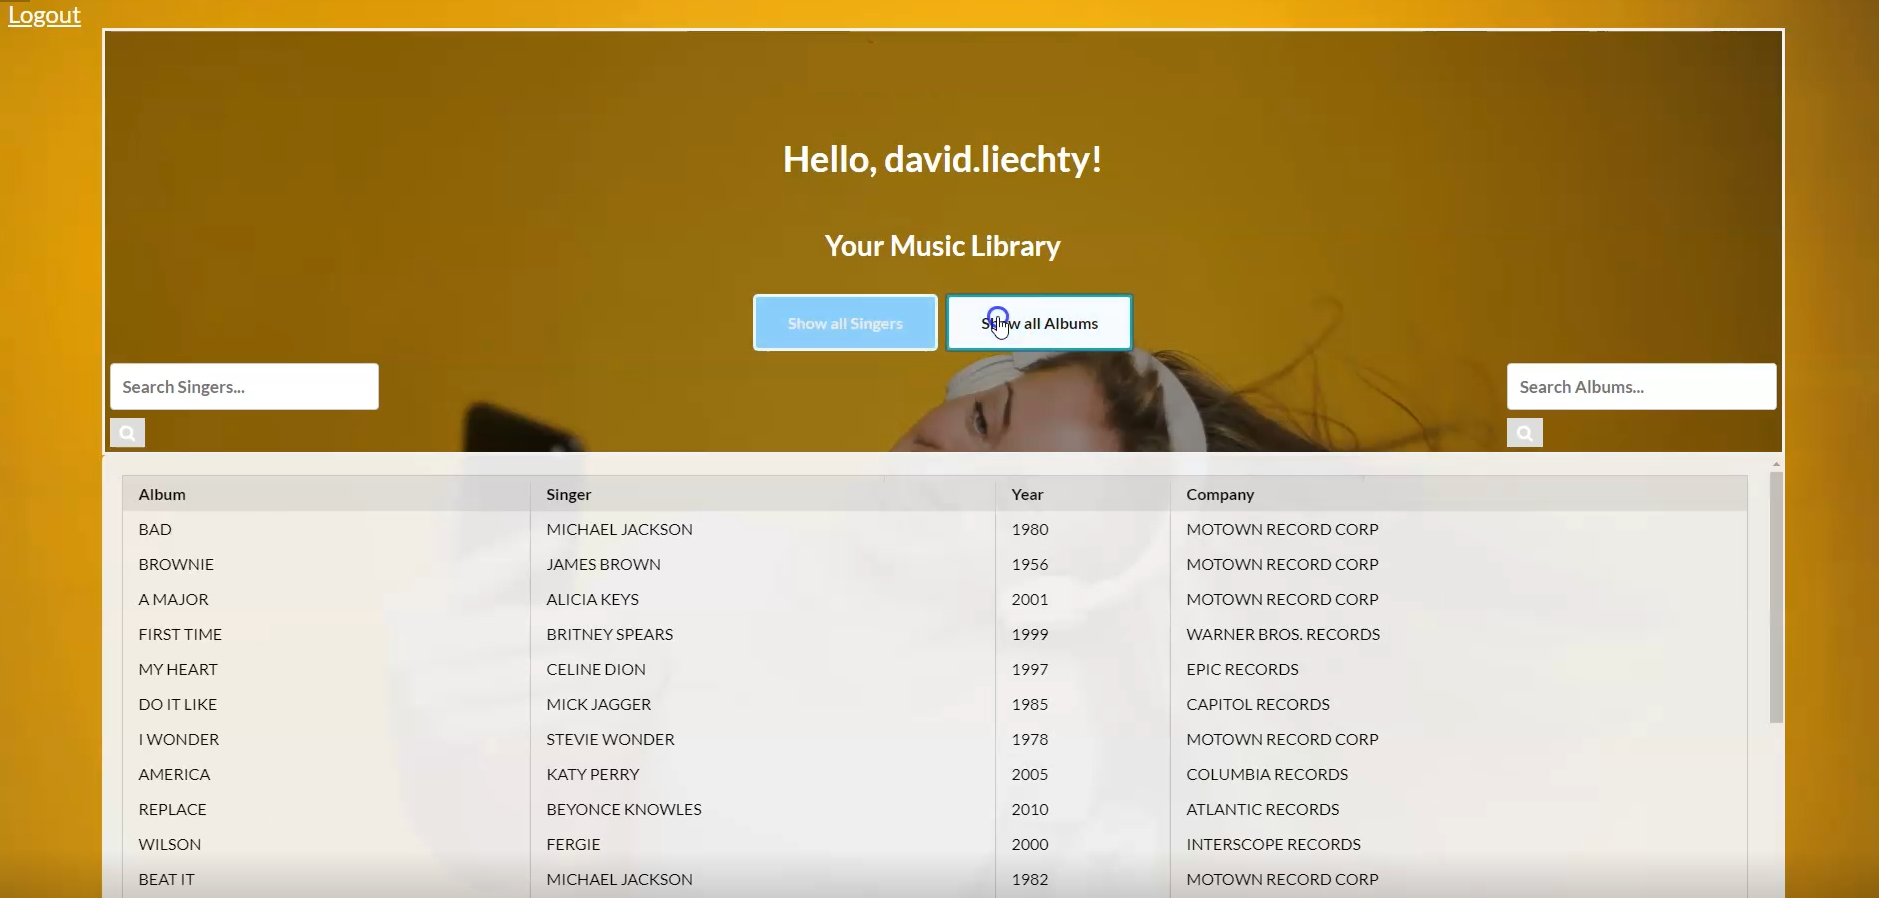 Logout
Hello, david.liechty!
Your Music Library
Show all Singers Show all Albums
Search Singers... Search Albums...
Album Singer Year Company
BAD MICHAEL JACKSON 1980 MOTOWN RECORD CORP
BROWNIE JAMES BROWN 1956 MOTOWN RECORD CORP
A MAJOR ALICIA KEYS 2001 MOTOWN RECORD CORP
FIRST TIME BRITNEY SPEARS 1999 WARNER BROS. RECORDS
MY HEART CELINE DION 1997 EPIC RECORDS
DO IT LIKE MICK JAGGER 1985 CAPITOL RECORDS
I WONDER STEVIE WONDER 1978 MOTOWN RECORD CORP
AMERICA KATY PERRY 2005 COLUMBIA RECORDS
REPLACE BEYONCE KNOWLES 2010 ATLANTIC RECORDS
WILSON FERGIE 2000 INTERSCOPE RECORDS
BEAT IT MICHAEL JACKSON 1982 MOTOWN RECORD CORP